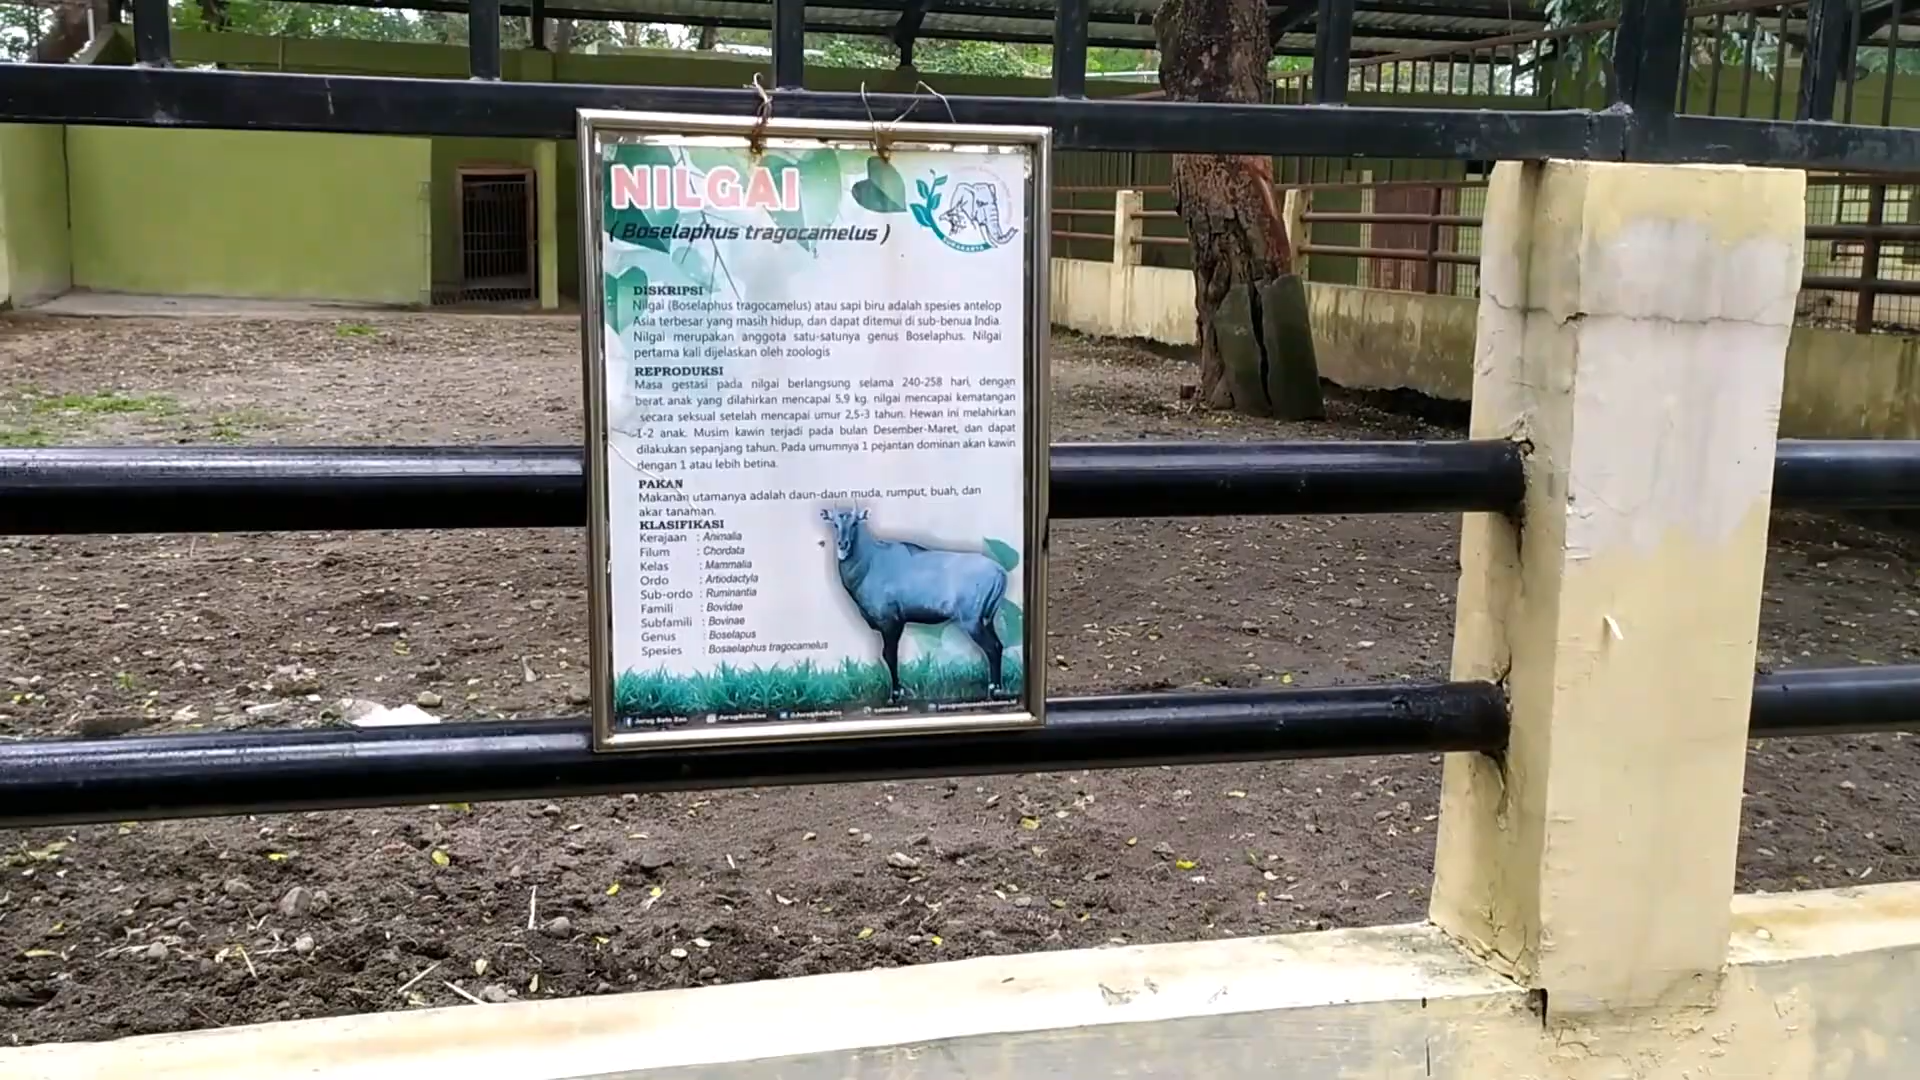 NILGAI
( Boselaphus tragocamelus )
SURAKARTA
DISKRIPSI
Nilgai (Boselaphus tragocamelus) atau sapi biru adalah spesies antelop
Asia terbesar yang masih hidup, dan dapat ditemui di sub-benua India.
Nilgai merupakan anggota satu-satunya genus Boselaphus. Nilgai
pertama kali dijelaskan oleh zoologis
REPRODUKSI
Masa gestasi pada nilgai berlangsung selama 240-258 hari, dengan
berat anak yang dilahirkan mencapai 5,9 kg. nilgai mencapai kematangan
secara seksual setelah mencapai umur 2,5-3 tahun. Hewan ini melahirkan
1-2 anak. Musim kawin terjadi pada bulan Desember-Maret, dan dapat
dilakukan sepanjang tahun. Pada umumnya 1 pejantan dominan akan kawin
dengan 1 atau lebih betina.
PAKAN
Makanan utamanya adalah daun-daun muda, rumput, buah, dan
akar tanaman.
KLASIFIKASI
Kerajaan : Animalia
Filum : Chordata
Kelas : Mammalia
Ordo : Artiodactyla
Sub-ordo : Ruminantia
Famili : Bovidae
Subfamili : Bovinae
Genus : Boselapus
Spesies : Bosaelaphus tragocamelus
Jurug Solo Zoo JurugSoloZoo @JurugSoloZoo